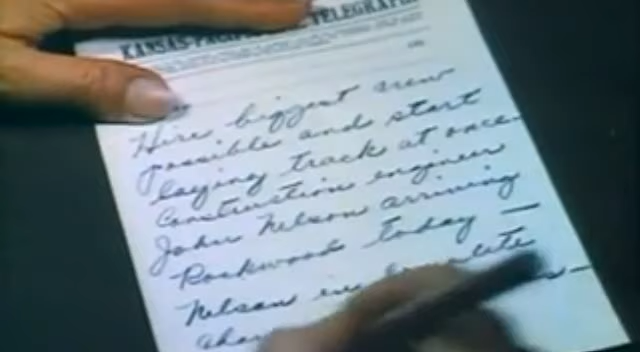 KANSAS-PACIFIC TELEGRAPH
Hire biggest crew
possible and start
laying track at once.
Construction engineer
John Nelson arriving
Rockwood today —
Nelson in complete